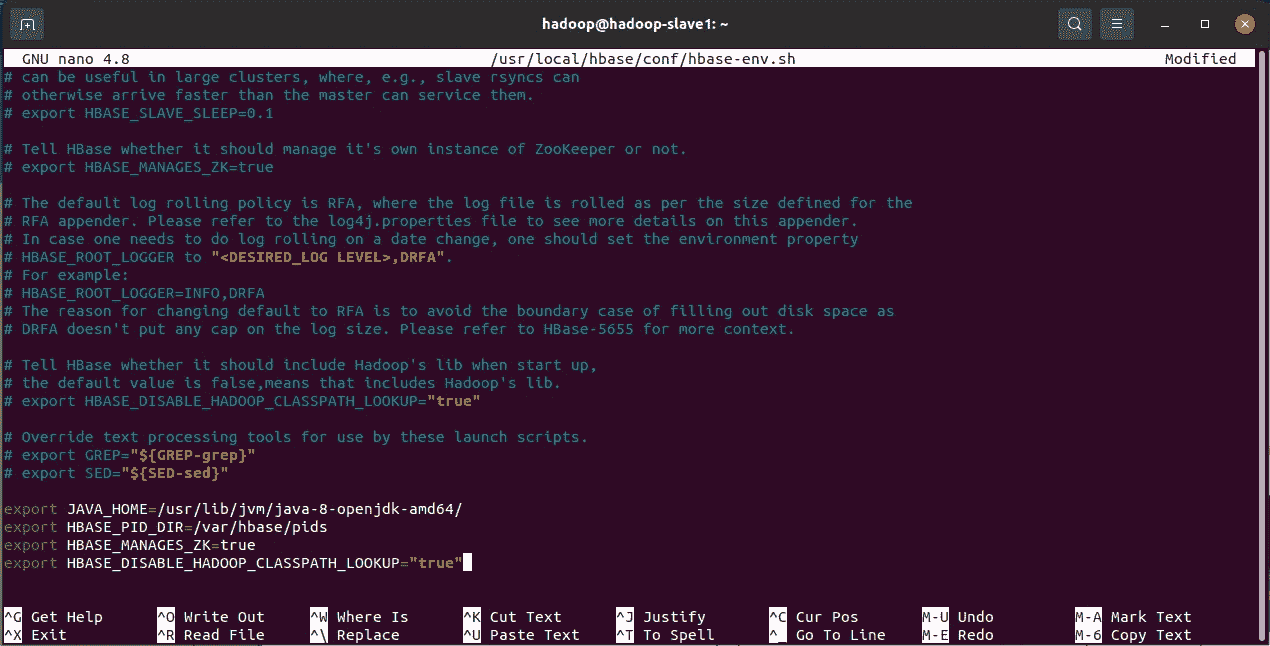 hadoop@hadoop-slave1: ~
GNU nano 4.8 /usr/local/hbase/conf/hbase-env.sh Modified
# can be useful in large clusters, where, e.g., slave rsyncs can
# otherwise arrive faster than the master can service them.
# export HBASE_SLAVE_SLEEP=0.1
# Tell HBase whether it should manage it's own instance of ZooKeeper or not.
# export HBASE_MANAGES_ZK=true
# The default log rolling policy is RFA, where the log file is rolled as per the size defined for the
# RFA appender. Please refer to the log4j.properties file to see more details on this appender.
# In case one needs to do log rolling on a date change, one should set the environment property
# HBASE_ROOT_LOGGER to "<DESIRED_LOG LEVEL>,DRFA".
# For example:
# HBASE_ROOT_LOGGER=INFO,DRFA
# The reason for changing default to RFA is to avoid the boundary case of filling out disk space as
# DRFA doesn't put any cap on the log size. Please refer to HBase-5655 for more context.
# Tell HBase whether it should include Hadoop's lib when start up,
# the default value is false,means that includes Hadoop's lib.
# export HBASE_DISABLE_HADOOP_CLASSPATH_LOOKUP="true"
# Override text processing tools for use by these launch scripts.
# export GREP="${GREP-grep}"
# export SED="${SED-sed}"
export JAVA_HOME=/usr/lib/jvm/java-8-openjdk-amd64/
export HBASE_PID_DIR=/var/hbase/pids
export HBASE_MANAGES_ZK=true
export HBASE_DISABLE_HADOOP_CLASSPATH_LOOKUP="true"
^G Get Help ^O Write Out ^W Where Is ^K Cut Text ^J Justify ^C Cur Pos M-U Undo M-A Mark Text
^X Exit ^R Read File ^\ Replace ^U Paste Text ^T To Spell ^_ Go To Line M-E Redo M-6 Copy Text